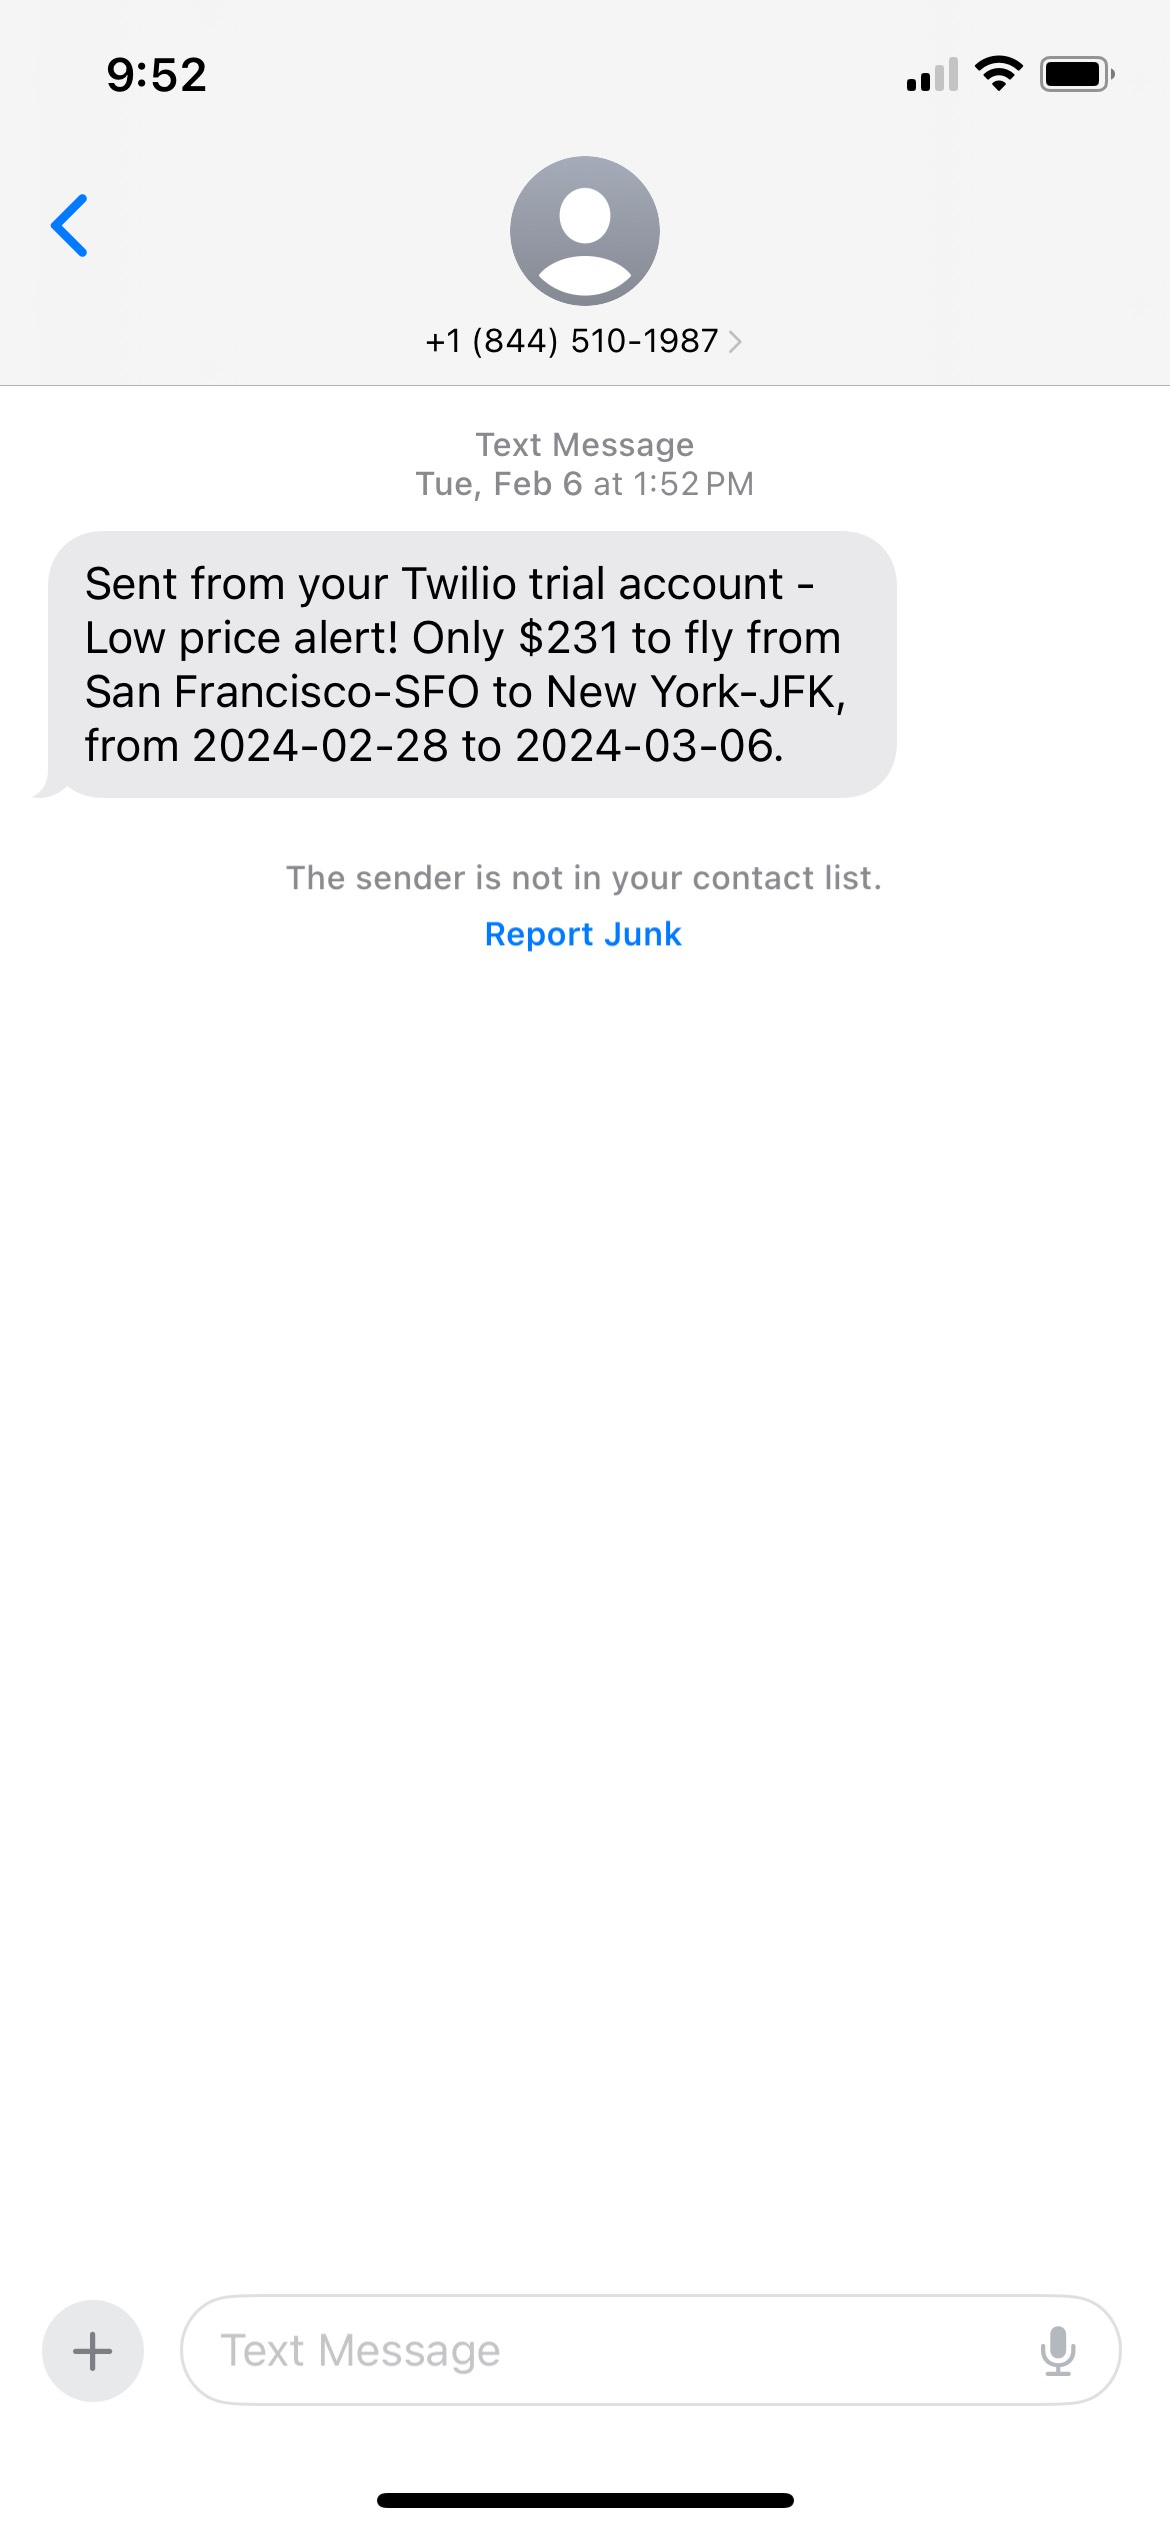 9:52
+1 (844) 510-1987
Text Message
Tue, Feb 6 at 1:52 PM
Sent from your Twilio trial account -
Low price alert! Only $231 to fly from
San Francisco-SFO to New York-JFK,
from 2024-02-28 to 2024-03-06.
The sender is not in your contact list.
Report Junk
Text Message